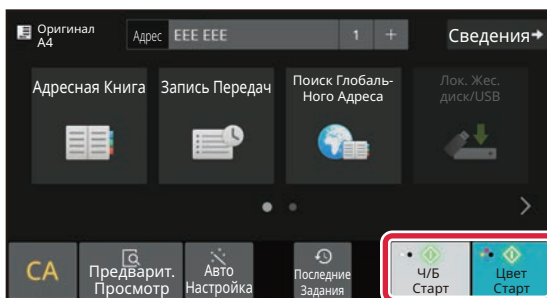 Оригинал
A4
Адрес EEE EEE 1 +
Сведения
Адресная Книга
Запись Передач
Поиск Глобаль-
Ного Адреса
Лок. Жес.
диск/USB
CA
Предварит.
Просмотр
Авто
Настройка
Последние
Задания
Ч/Б
Старт
Цвет
Старт